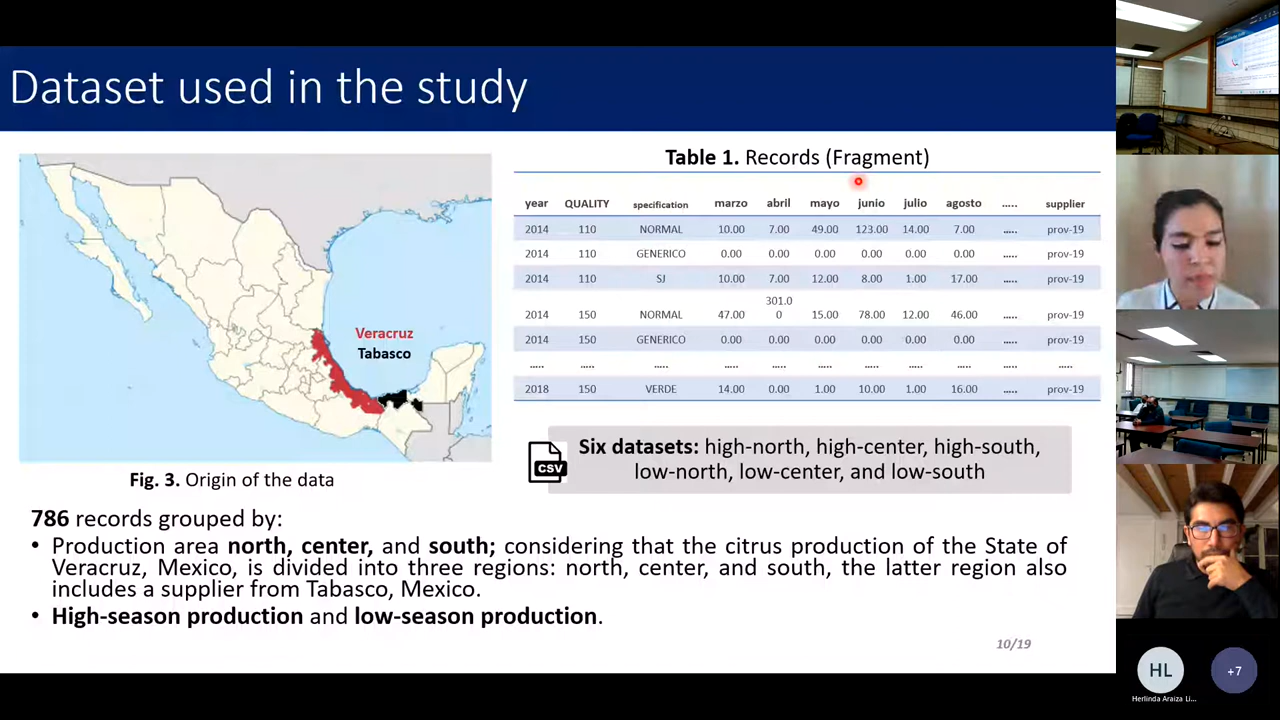 Dataset used in the study
Veracruz
Tabasco
Fig. 3. Origin of the data
Table 1. Records (Fragment)
year QUALITY specification marzo abril mayo junio julio agosto ..... supplier
2014 110 NORMAL 10.00 7.00 49.00 123.00 14.00 7.00 ..... prov-19
2014 110 GENERICO 0.00 0.00 0.00 0.00 0.00 0.00 ..... prov-19
2014 110 SJ 10.00 7.00 12.00 8.00 1.00 17.00 ..... prov-19
301.0
2014 150 NORMAL 47.00 0 15.00 78.00 12.00 46.00 ..... prov-19
2014 150 GENERICO 0.00 0.00 0.00 0.00 0.00 0.00 ..... prov-19
..... ..... ..... ..... ..... ..... ..... ..... ..... ..... .....
2018 150 VERDE 14.00 0.00 1.00 10.00 1.00 16.00 ..... prov-19
CSV
Six datasets: high-north, high-center, high-south,
low-north, low-center, and low-south
786 records grouped by:
• Production area north, center, and south; considering that the citrus production of the State of
Veracruz, Mexico, is divided into three regions: north, center, and south, the latter region also
includes a supplier from Tabasco, Mexico.
• High-season production and low-season production.
10/19
HL
+7
Herlinda Araiza Li...